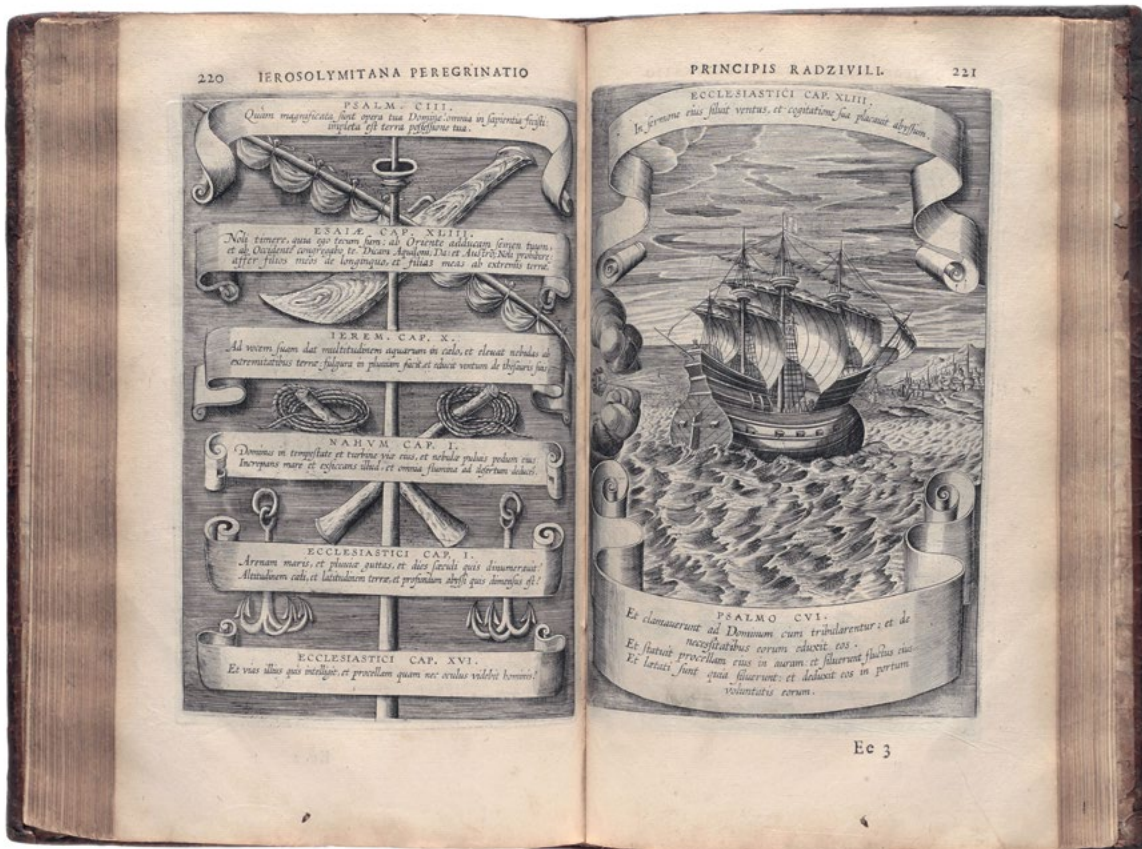 220 IEROSOLYMITANA PEREGRINATIO
PSALM. CIII.
Quàm magnificata sunt opera tua Domine: omnia in sapientia fecisti:
impleta est terra possessione tua.
ESAIÆ CAP. XLIII.
Noli timere, quia ego tecum sum: ab Oriente adducam semen tuum,
et ab Occidente congregabo te. Dicam Aquiloni; Da: et Austro; Noli prohibere:
affer filios meos de longinquo, et filias meas ab extremis terræ.
IEREM. CAP. X.
Ad vocem suam dat multitudinem aquarum in cælo, et elevat nebulas ab
extremitatibus terræ: fulgura in pluviam facit, et educit ventum de thesauris suis.
NAHVM CAP. I.
Dominus in tempestate et turbine viæ eius, et nebulæ pulvis pedum eius
Increpans mare et exsiccans illud: et omnia flumina ad desertum deducens.
ECCLESIASTICI CAP. I.
Arenam maris, et pluviæ guttas, et dies sæculi quis dinumeravit?
Altitudinem cæli, et latitudinem terræ, et profundum abyssi quis dimensus est?
ECCLESIASTICI CAP. XVI.
Et vias illius quis intelligit: et procellam quam nec oculus videbit hominis?
PRINCIPIS RADZIVILI. 221
ECCLESIASTICI CAP. XLIII.
In sermone eius siluit ventus, et cogitatione sua placavit abyssum.
PSALMO CVI.
Et clamaverunt ad Dominum cùm tribularentur; et de
necessitatibus eorum eduxit eos.
Et statuit procellam eius in auram: et siluerunt fluctus eius.
Et lætati sunt quia siluerunt: et deduxit eos in portum
voluntatis eorum.
Ee 3